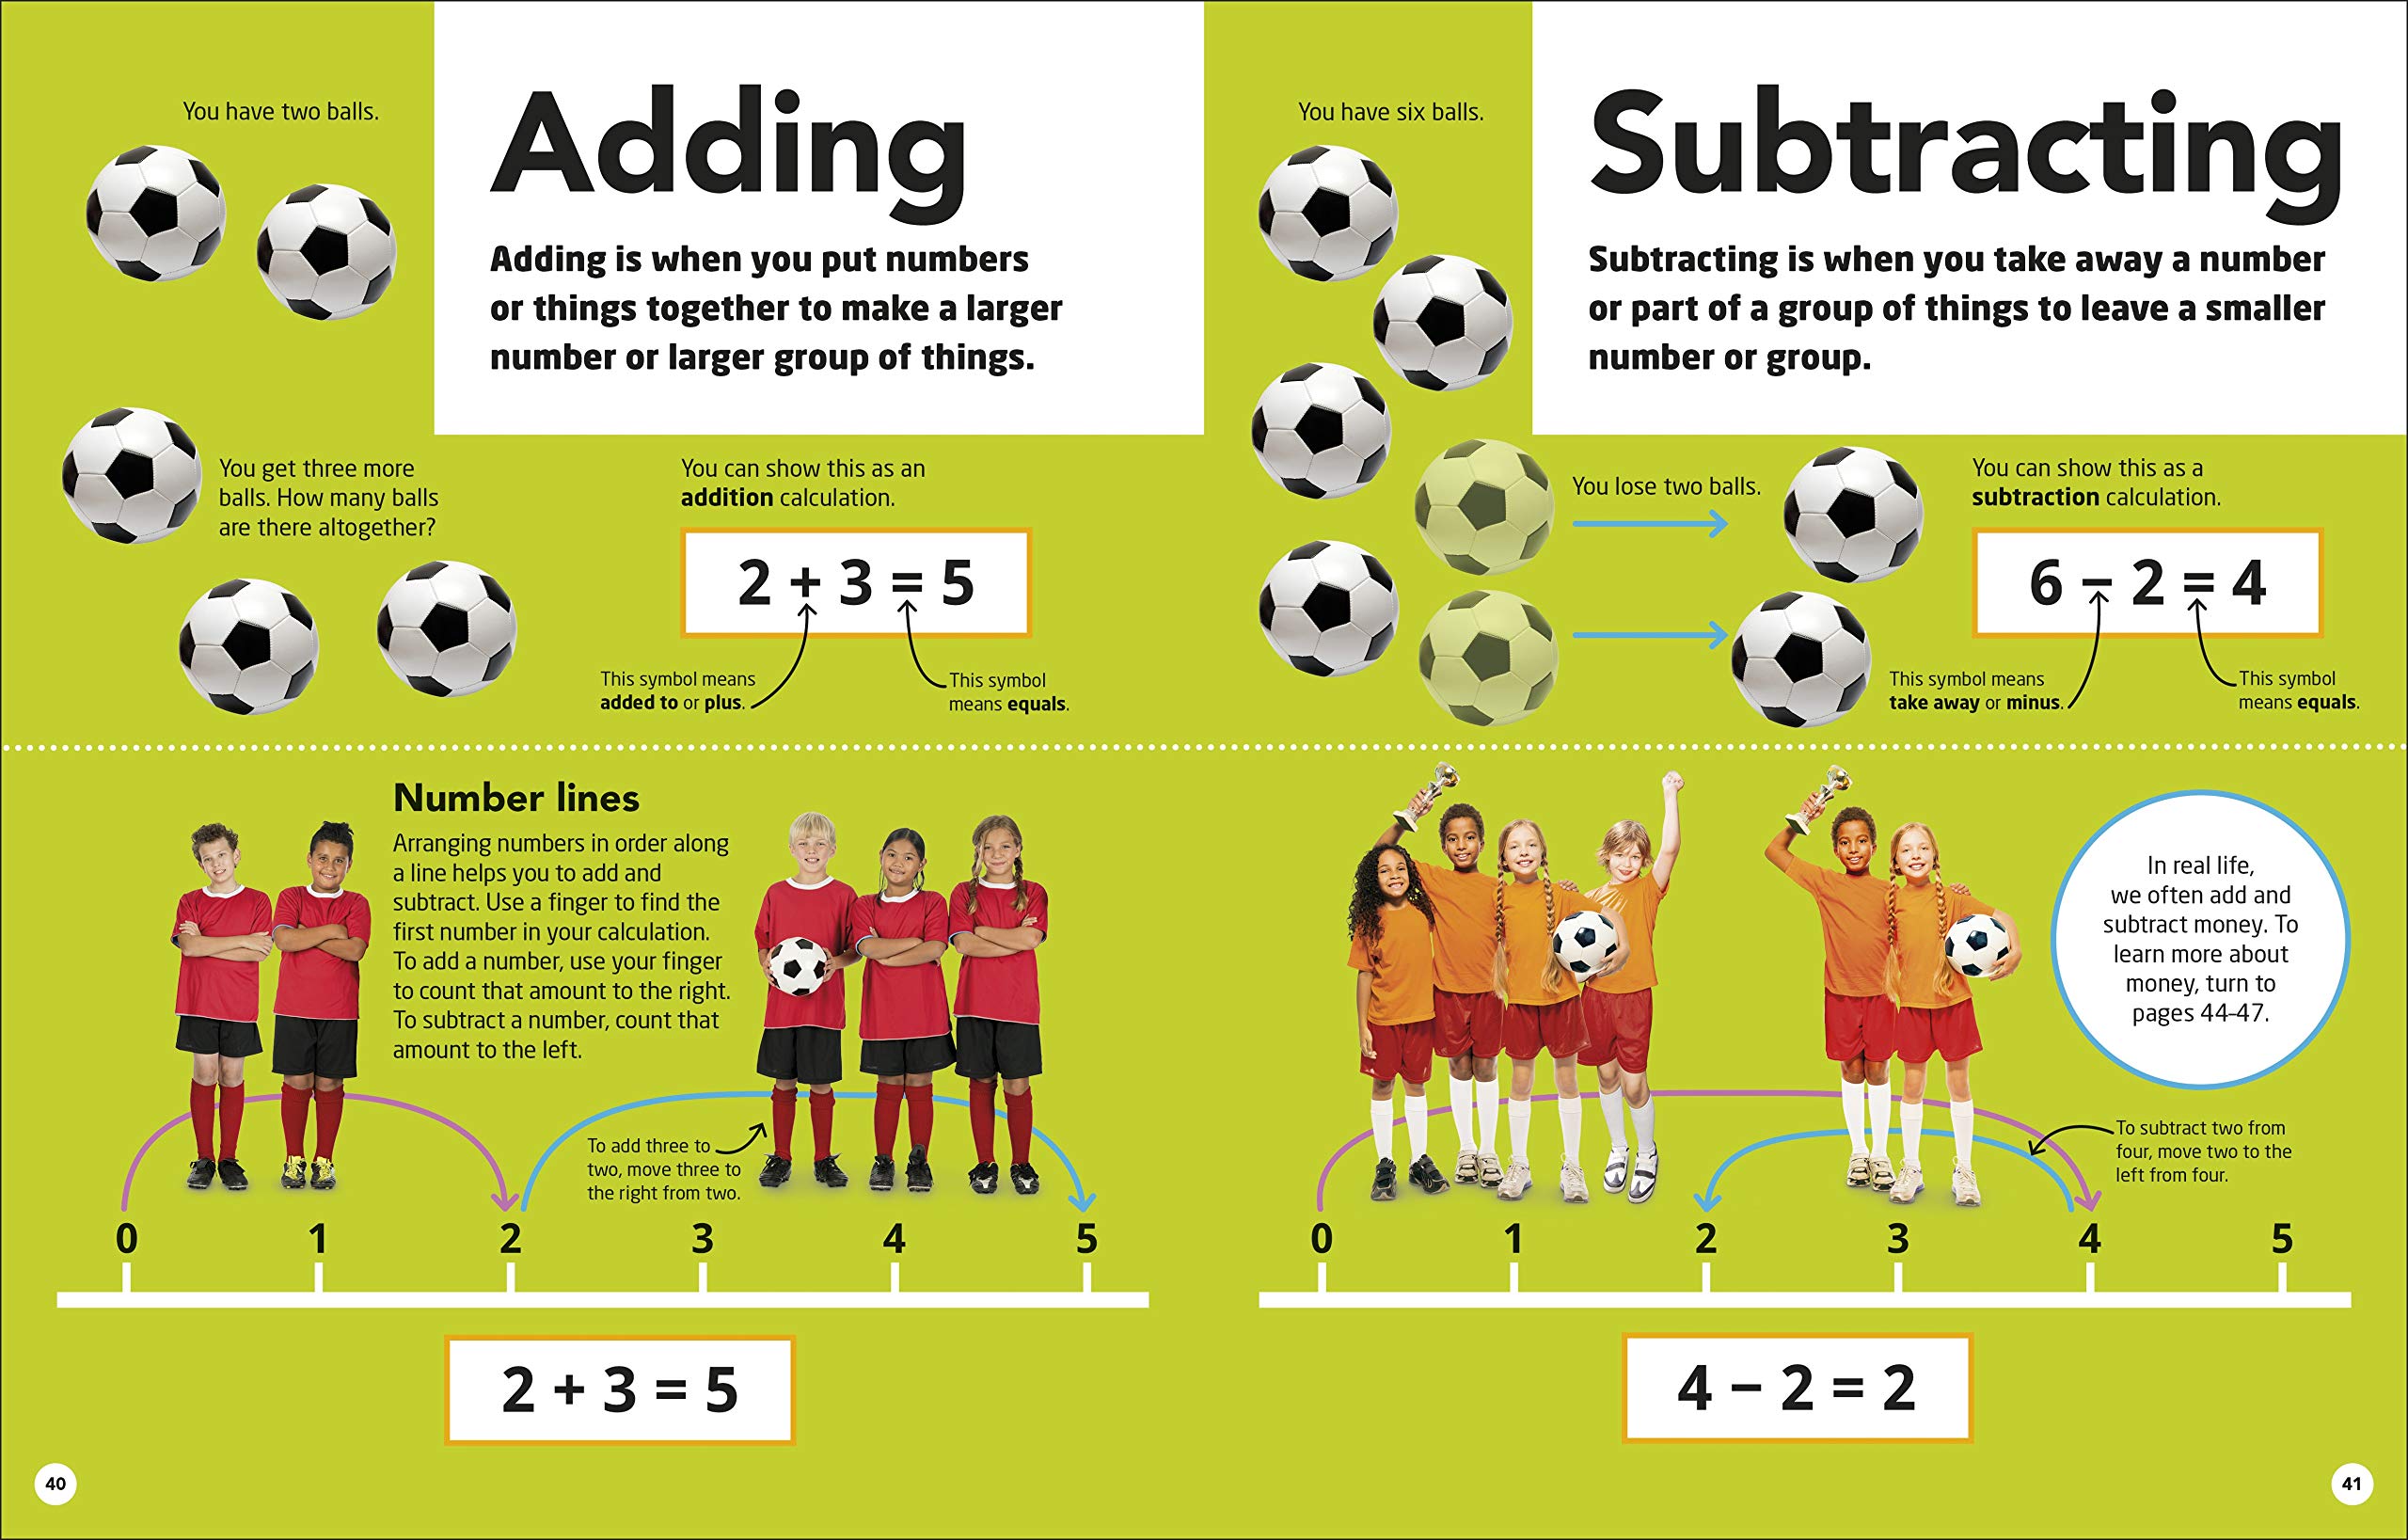 You have two balls.
Adding
Adding is when you put numbers
or things together to make a larger
number or larger group of things.
You get three more
balls. How many balls
are there altogether?
You can show this as an
addition calculation.
2 + 3 = 5
This symbol means
added to or plus.
This symbol
means equals.
Number lines
Arranging numbers in order along
a line helps you to add and
subtract. Use a finger to find the
first number in your calculation.
To add a number, use your finger
to count that amount to the right.
To subtract a number, count that
amount to the left.
To add three to
two, move three to
the right from two.
0 1 2 3 4 5
2 + 3 = 5
40
You have six balls.
Subtracting
Subtracting is when you take away a number
or part of a group of things to leave a smaller
number or group.
You lose two balls.
You can show this as a
subtraction calculation.
6 − 2 = 4
This symbol means
take away or minus.
This symbol
means equals.
In real life,
we often add and
subtract money. To
learn more about
money, turn to
pages 44–47.
To subtract two from
four, move two to the
left from four.
0 1 2 3 4 5
4 − 2 = 2
41